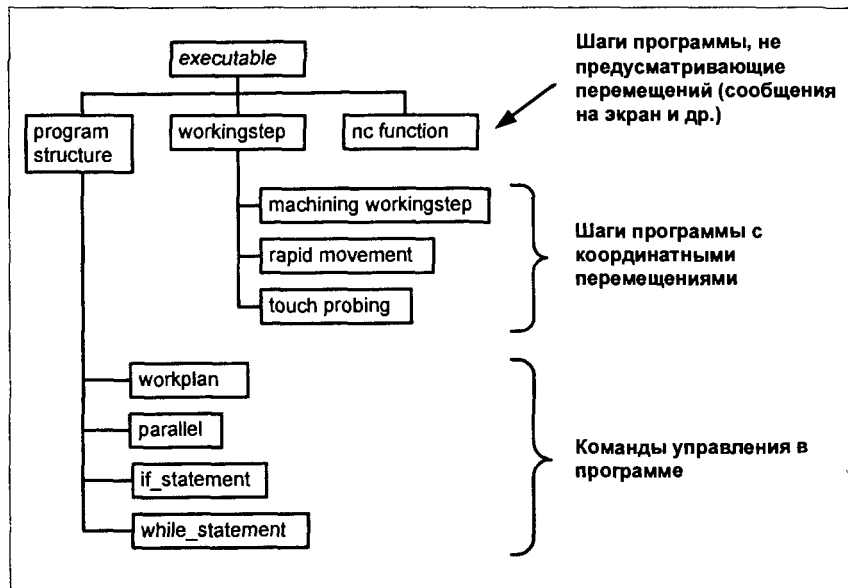 executable
Шаги программы, не
предусматривающие
перемещений (сообщения
на экран и др.)
program
structure
workingstep
nc function
machining workingstep
rapid movement
touch probing
Шаги программы с
координатными
перемещениями
workplan
parallel
if_statement
while_statement
Команды управления в
программе